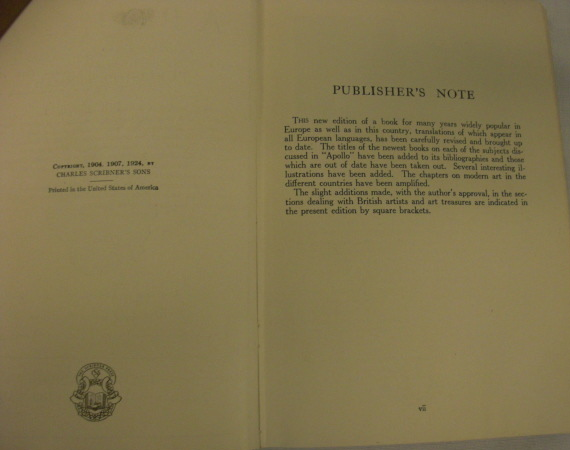 COPYRIGHT, 1904, 1907, 1924, BY
CHARLES SCRIBNER'S SONS
Printed in the United States of America
THE SCRIBNER PRESS
PUBLISHER'S NOTE
THIS new edition of a book for many years widely popular in
Europe as well as in this country, translations of which appear in
all European languages, has been carefully revised and brought up
to date. The titles of the newest books on each of the subjects dis-
cussed in "Apollo" have been added to its bibliographies and those
which are out of date have been taken out. Several interesting il-
lustrations have been added. The chapters on modern art in the
different countries have been amplified.
The slight additions made, with the author's approval, in the sec-
tions dealing with British artists and art treasures are indicated in
the present edition by square brackets.
vii